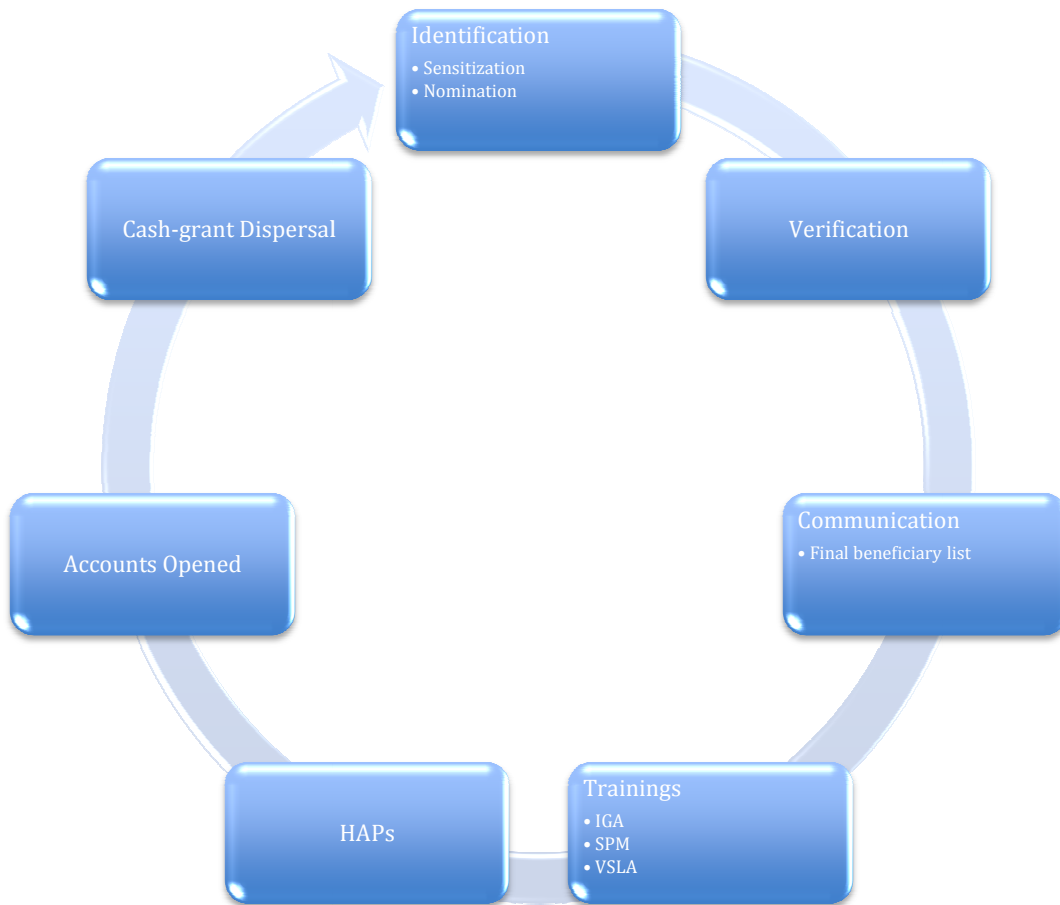 Identification
• Sensitization
• Nomination
Verification
Communication
• Final beneficiary list
Trainings
• IGA
• SPM
• VSLA
HAPs
Accounts Opened
Cash-grant Dispersal